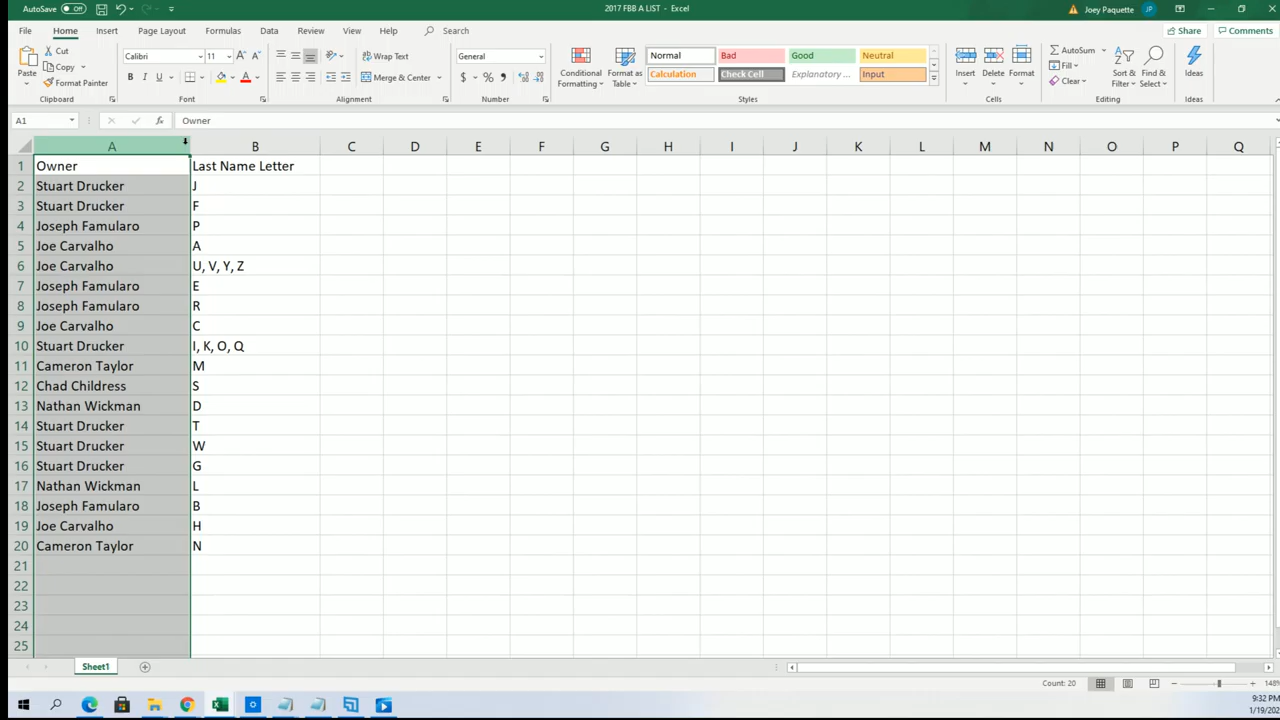 AutoSave Off 2017 FBB A LIST - Excel Joey Paquette JP
File Home Insert Page Layout Formulas Data Review View Help Search Share Comments
Paste Cut Copy Format Painter Clipboard
Calibri 11 B I U A Font
Wrap Text Merge & Center Alignment
General $ % Number
Conditional Formatting Format as Table
Normal Bad Good Neutral
Calculation Check Cell Explanary ... Input
Styles
Insert Delete Format Cells
AutoSum Fill Clear Sort & Filter Find & Select Editing
Ideas Ideas
A1 fx Owner
A B C D E F G H I J K L M N O P Q
1 Owner Last Name Letter
2 Stuart Drucker J
3 Stuart Drucker F
4 Joseph Famularo P
5 Joe Carvalho A
6 Joe Carvalho U, V, Y, Z
7 Joseph Famularo E
8 Joseph Famularo R
9 Joe Carvalho C
10 Stuart Drucker I, K, O, Q
11 Cameron Taylor M
12 Chad Childress S
13 Nathan Wickman D
14 Stuart Drucker T
15 Stuart Drucker W
16 Stuart Drucker G
17 Nathan Wickman L
18 Joseph Famularo B
19 Joe Carvalho H
20 Cameron Taylor N
21
22
23
24
25
Sheet1
Count: 20 148%
9:32 PM